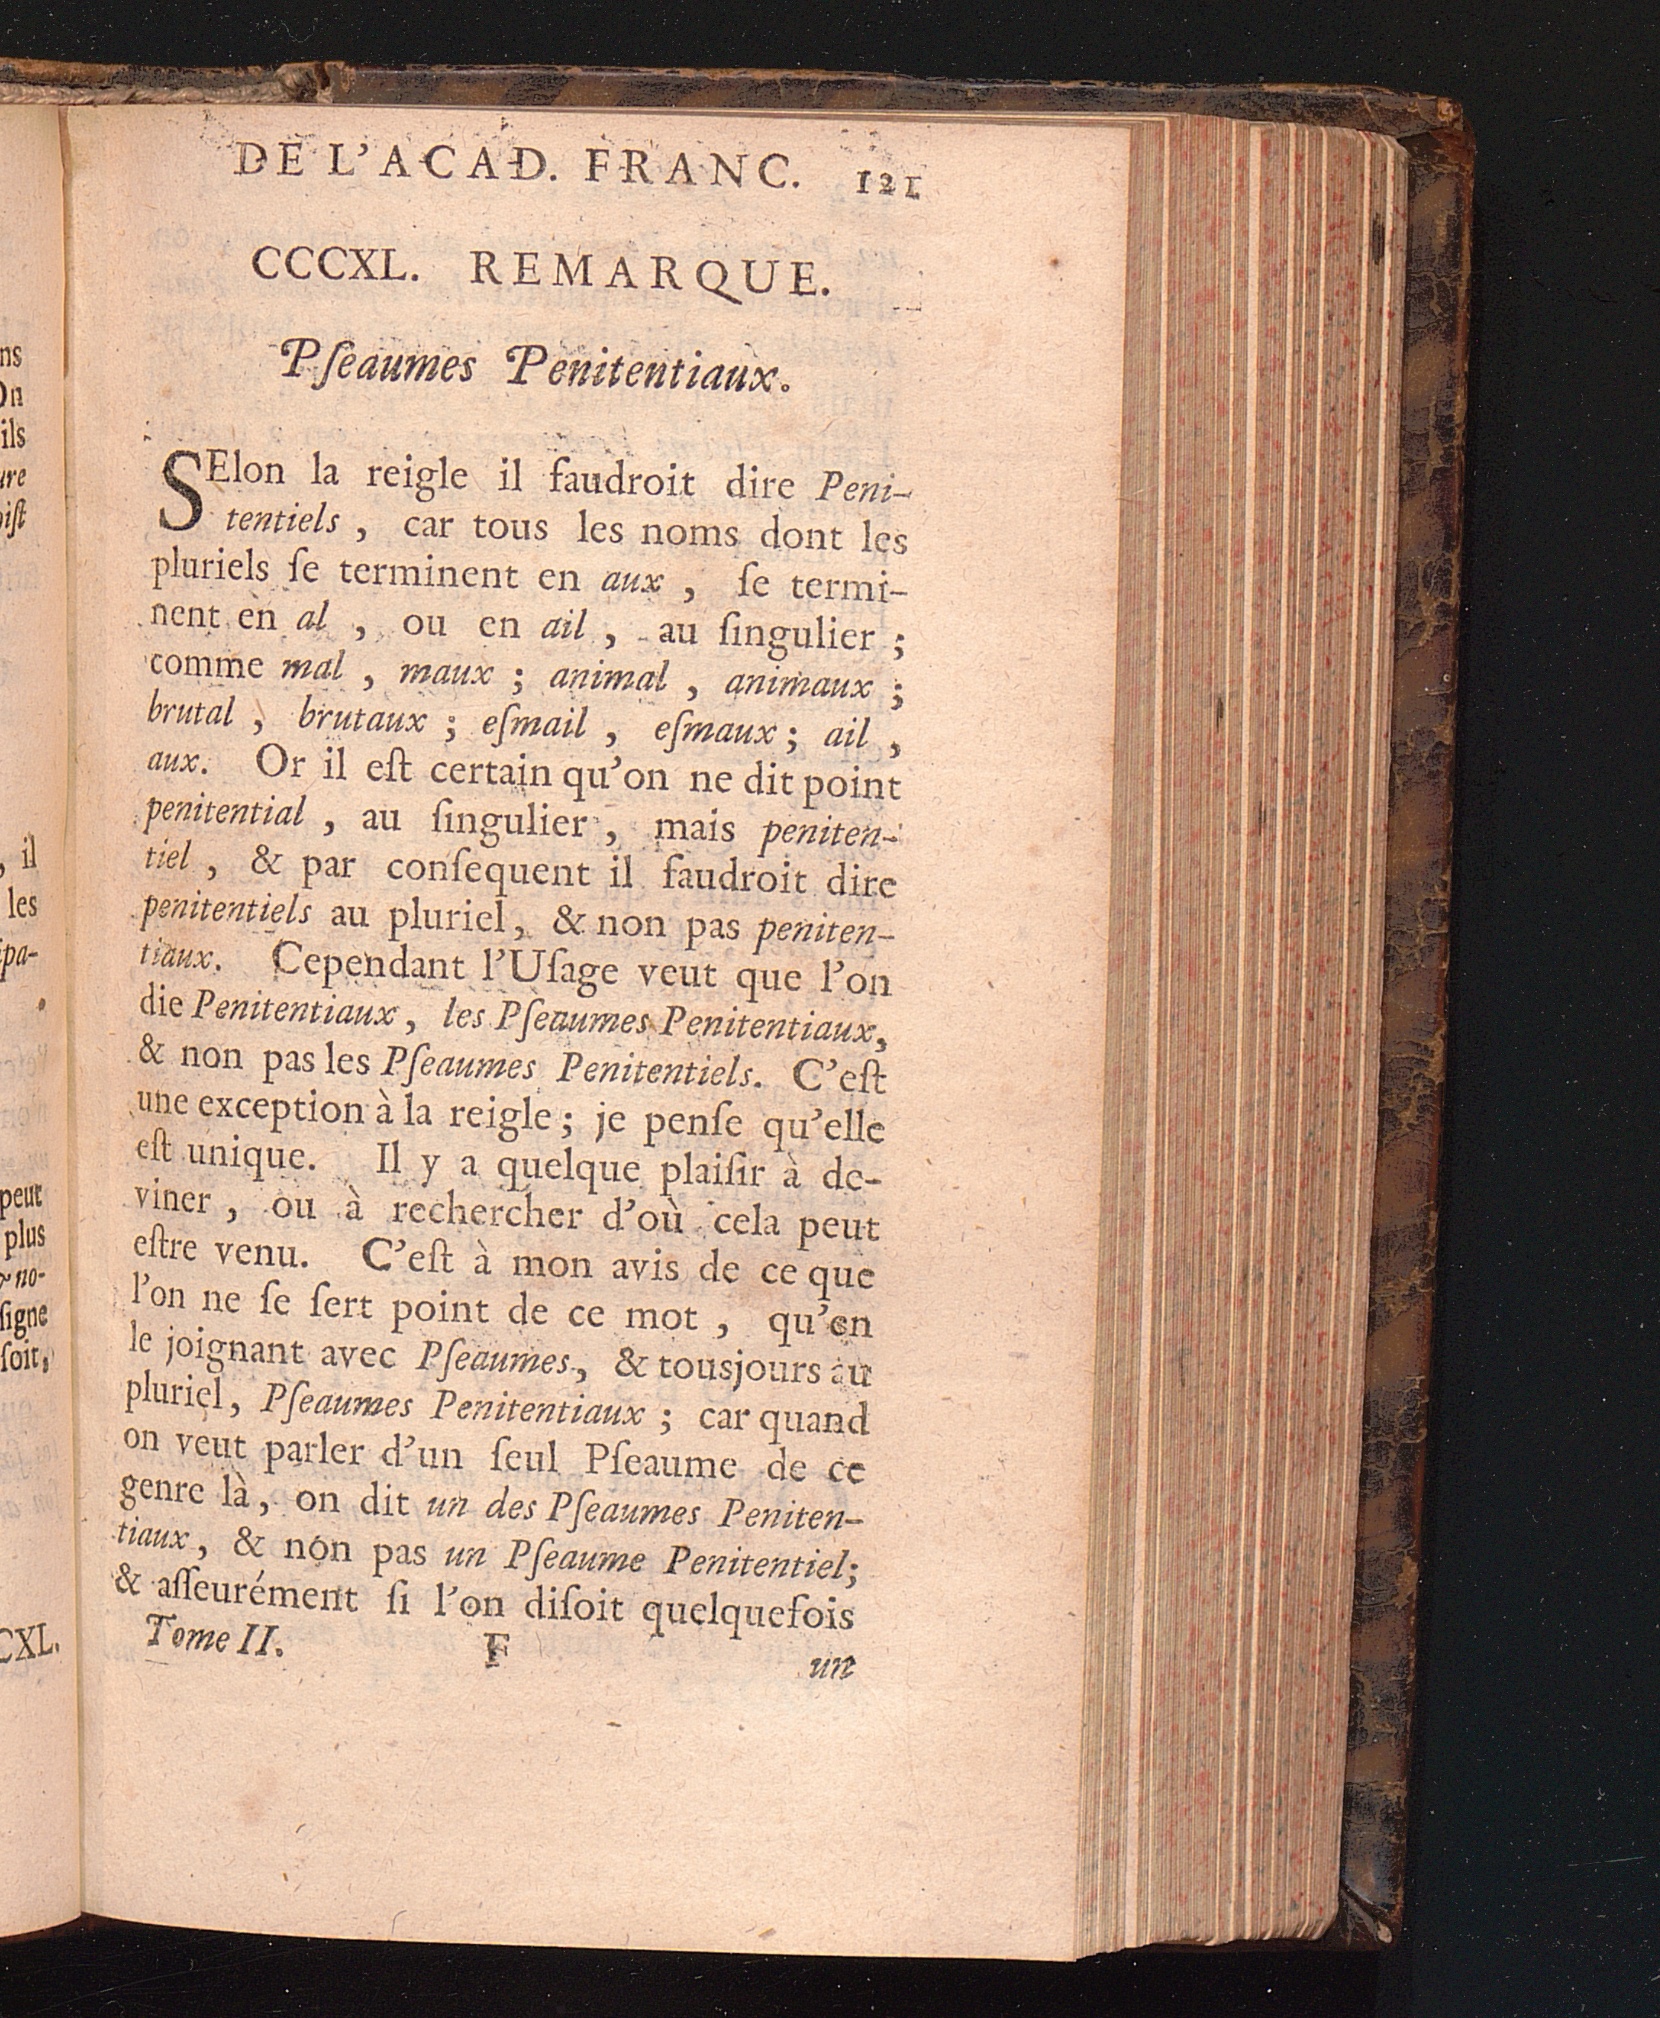 DE L'ACAD. FRANC. 121
CCCXL. REMARQUE.
Pſeaumes Penitentiaux.
SElon la reigle il faudroit dire Peni-
tentiels, car tous les noms dont les
pluriels ſe terminent en aux, ſe termi-
nent en al, ou en ail, au ſingulier;
comme mal, maux; animal, animaux;
brutal, brutaux; eſmail, eſmaux; ail,
aux. Or il eſt certain qu'on ne dit point
penitential, au ſingulier, mais peniten-
tiel, & par conſequent il faudroit dire
penitentiels au pluriel, & non pas peniten-
tiaux. Cependant l'Uſage veut que l'on
die Penitentiaux, les Pſeaumes Penitentiaux,
& non pas les Pſeaumes Penitentiels. C'eſt
une exception à la reigle; je penſe qu'elle
eſt unique. Il y a quelque plaiſir à de-
viner, ou à rechercher d'où cela peut
eſtre venu. C'eſt à mon avis de ce que
l'on ne ſe ſert point de ce mot, qu'en
le joignant avec Pſeaumes, & tousjours au
pluriel, Pſeaumes Penitentiaux; car quand
on veut parler d'un ſeul Pſeaume de ce
genre là, on dit un des Pſeaumes Peniten-
tiaux, & non pas un Pſeaume Penitentiel;
& aſſeurément ſi l'on diſoit quelquefois
Tome II. F un